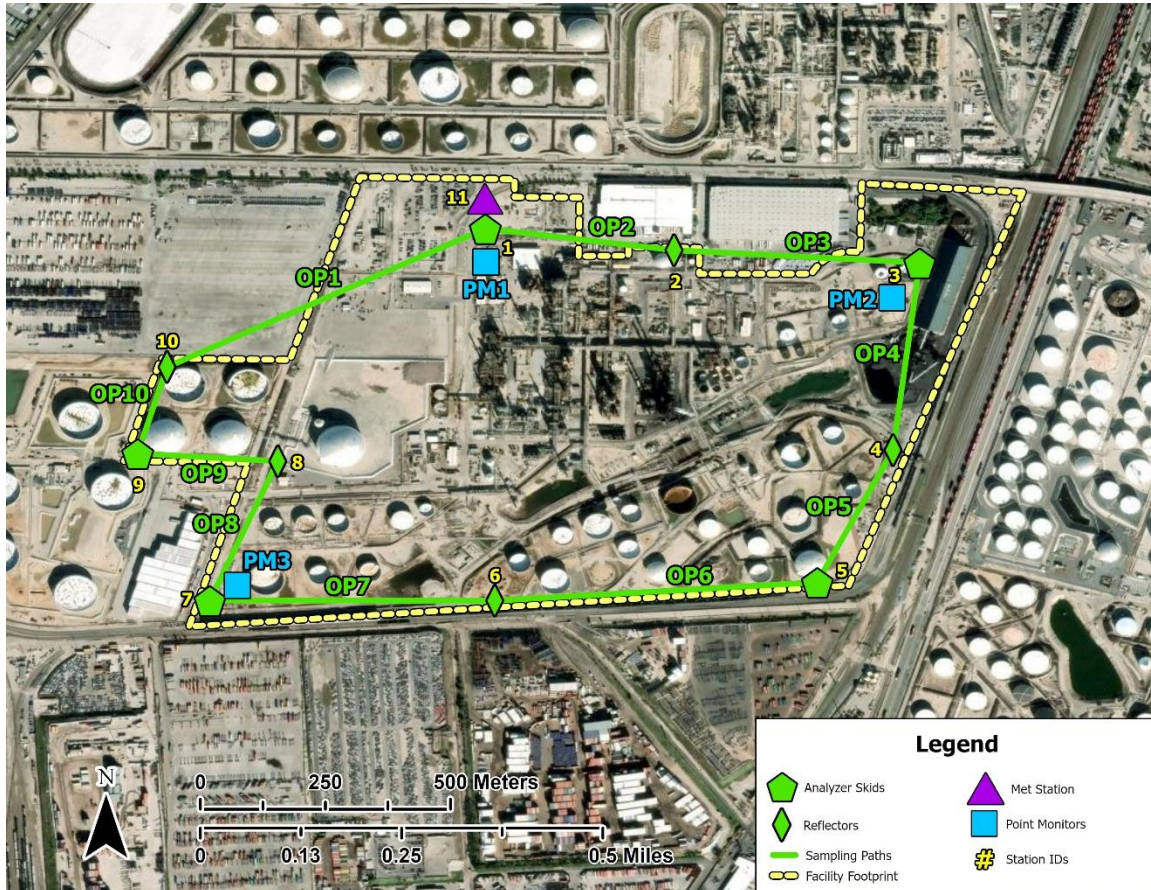 11
OP2
1
OP3
OP1
2
3
PM1
PM2
10
OP4
OP10
4
8
OP9
9
OP5
OP8
PM3
6
5
OP7
OP6
7
Legend
Analyzer Skids
Met Station
Reflectors
Point Monitors
Sampling Paths
# Station IDs
Facility Footprint
N
0 250 500 Meters
0 0.13 0.25 0.5 Miles